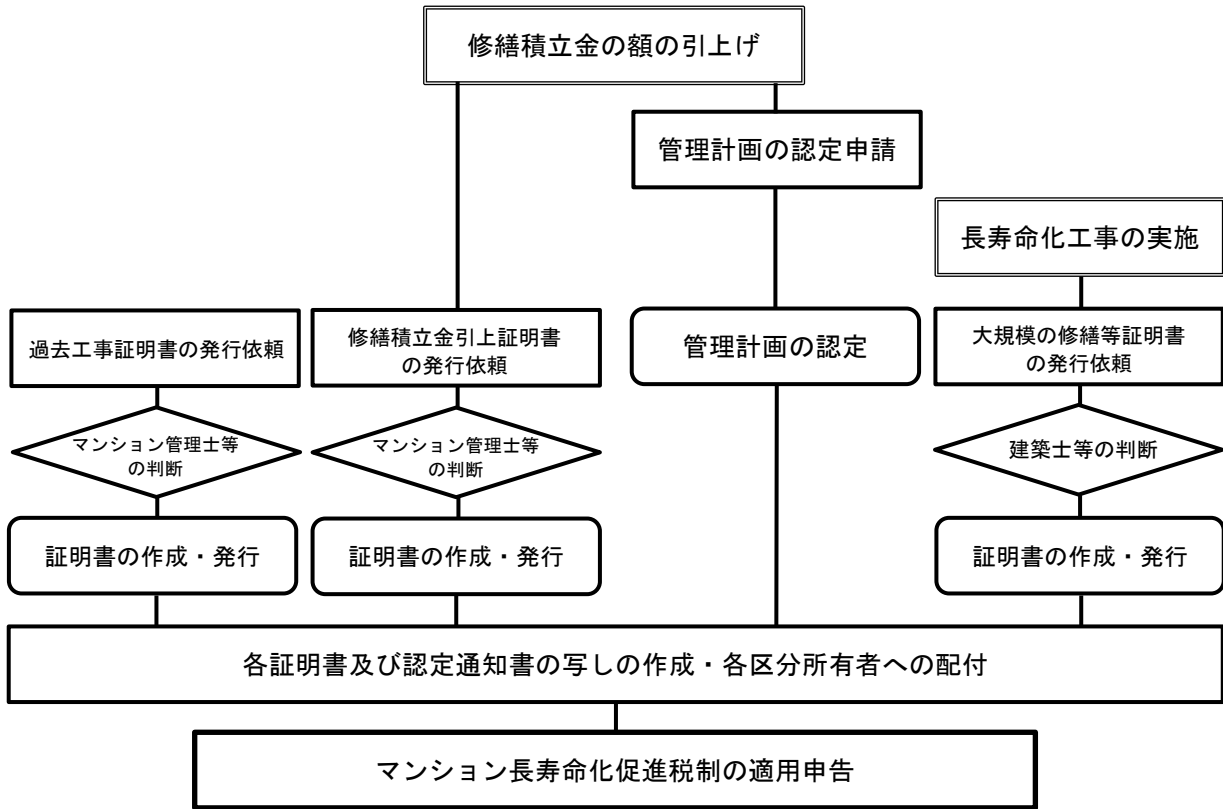 修繕積立金の額の引上げ
管理計画の認定申請
長寿命化工事の実施
過去工事証明書の発行依頼
修繕積立金引上証明書
の発行依頼
管理計画の認定
大規模の修繕等証明書
の発行依頼
マンション管理士等
の判断
マンション管理士等
の判断
建築士等の判断
証明書の作成・発行
証明書の作成・発行
証明書の作成・発行
各証明書及び認定通知書の写しの作成・各区分所有者への配付
マンション長寿命化促進税制の適用申告